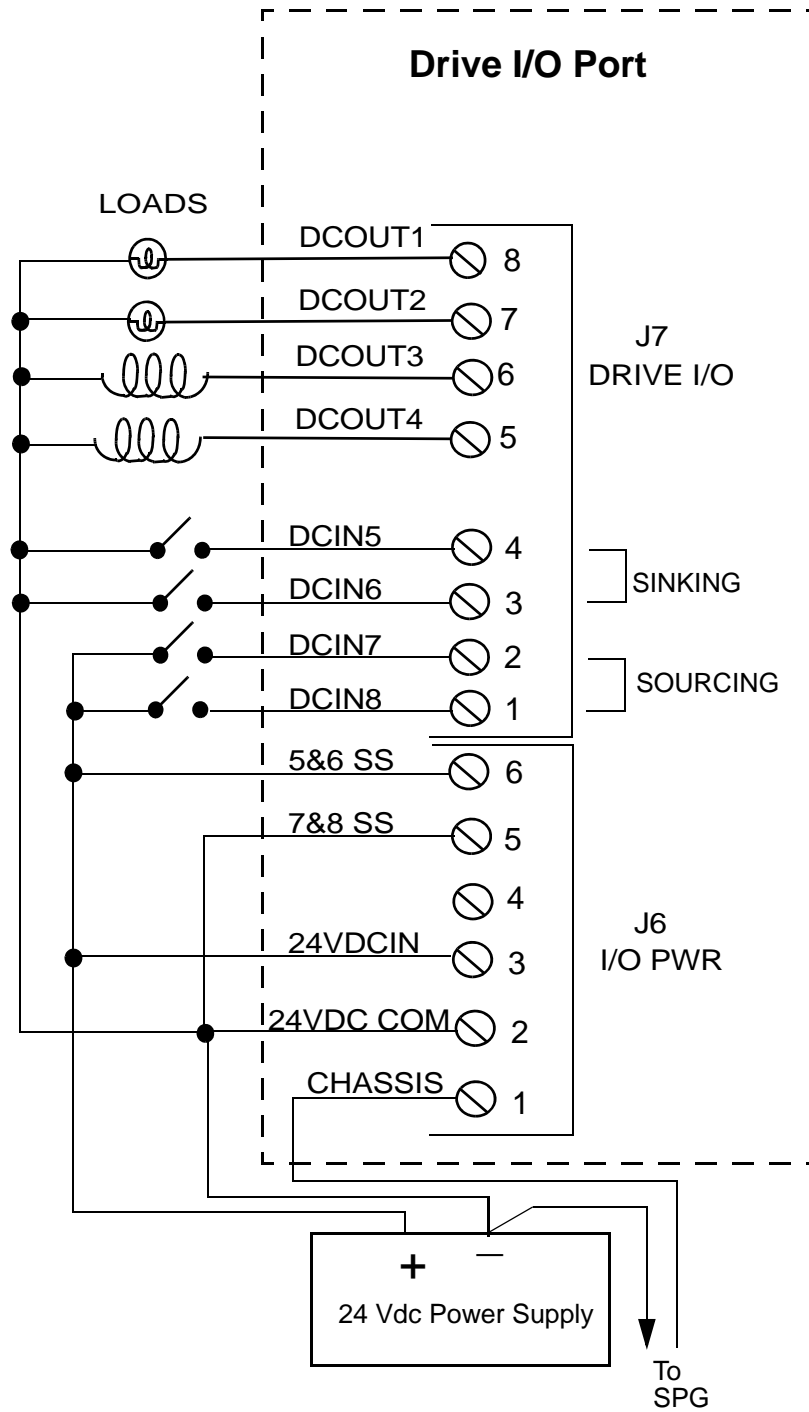 Drive I/O Port
LOADS
DCOUT1
8
DCOUT2
7
J7
DRIVE I/O
DCOUT3
6
DCOUT4
5
DCIN5
4
SINKING
DCIN6
3
DCIN7
2
SOURCING
DCIN8
1
5&6 SS
6
7&8 SS
5
4
J6
I/O PWR
24VDCIN
3
24VDC COM
2
CHASSIS
1
+ —
24 Vdc Power Supply
To
SPG